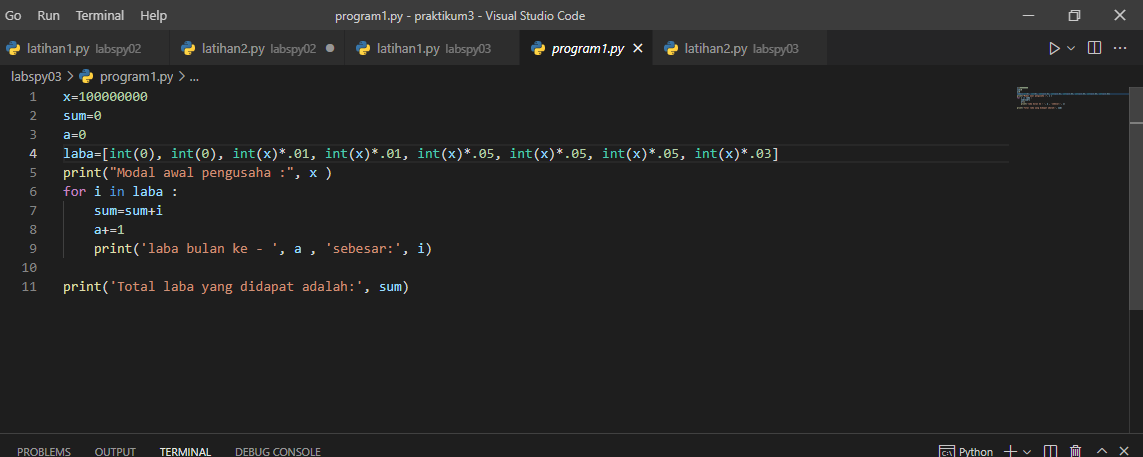 Go Run Terminal Help program1.py - praktikum3 - Visual Studio Code
latihan1.py labspy02 latihan2.py labspy02 latihan1.py labspy03 program1.py latihan2.py labspy03
labspy03 > program1.py > ...
1 x=100000000
2 sum=0
3 a=0
4 laba=[int(0), int(0), int(x)*.01, int(x)*.01, int(x)*.05, int(x)*.05, int(x)*.05, int(x)*.03]
5 print("Modal awal pengusaha :", x )
6 for i in laba :
7     sum=sum+i
8     a+=1
9     print('laba bulan ke - ', a , 'sebesar:', i)
10
11 print('Total laba yang didapat adalah:', sum)
PROBLEMS OUTPUT TERMINAL DEBUG CONSOLE Python